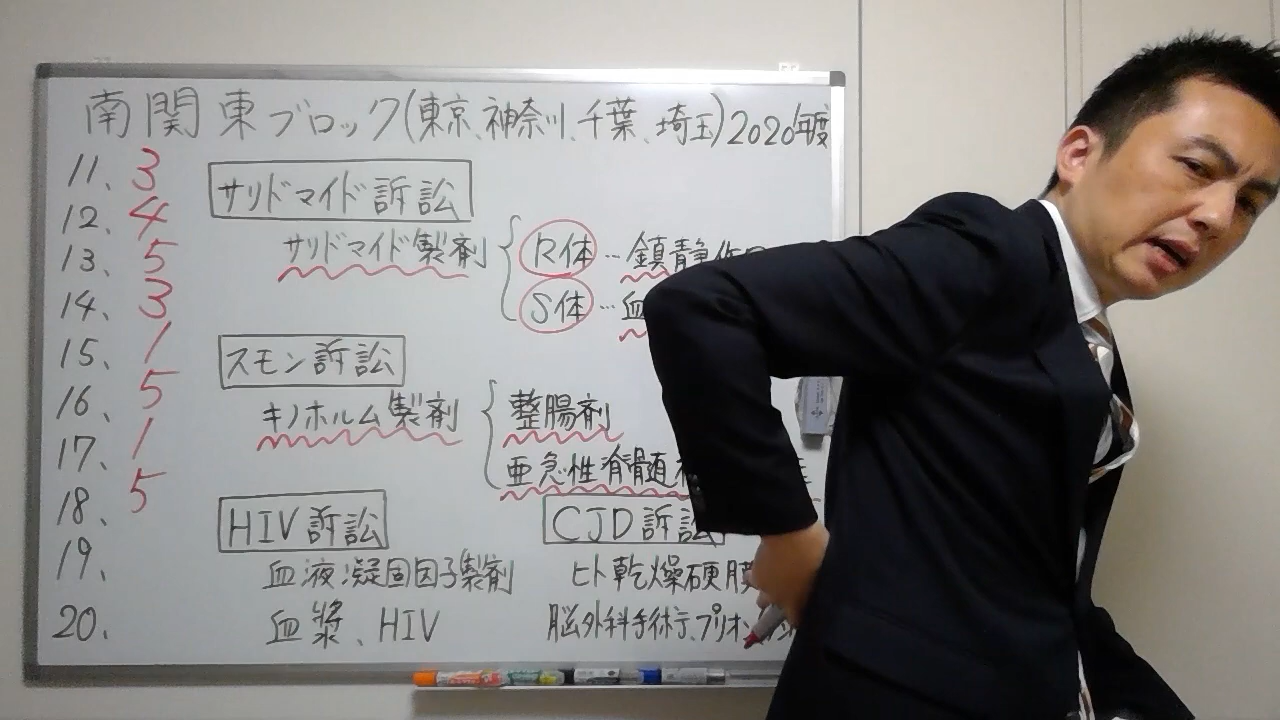 南関東ブロック(東京、神奈川、千葉、埼玉)2020年度
11、3
12、4
13、5
14、3
15、1
16、5
17、1
18、5
19、
20、
サリドマイド訴訟
サリドマイド製剤
R体…鎮静作用
S体…血
スモン訴訟
キノホルム製剤
整腸剤
亜急性脊髄
HIV訴訟
血液凝固因子製剤
血漿、HIV
CJD訴訟
ヒト乾燥硬膜
脳外科手術、プリオン